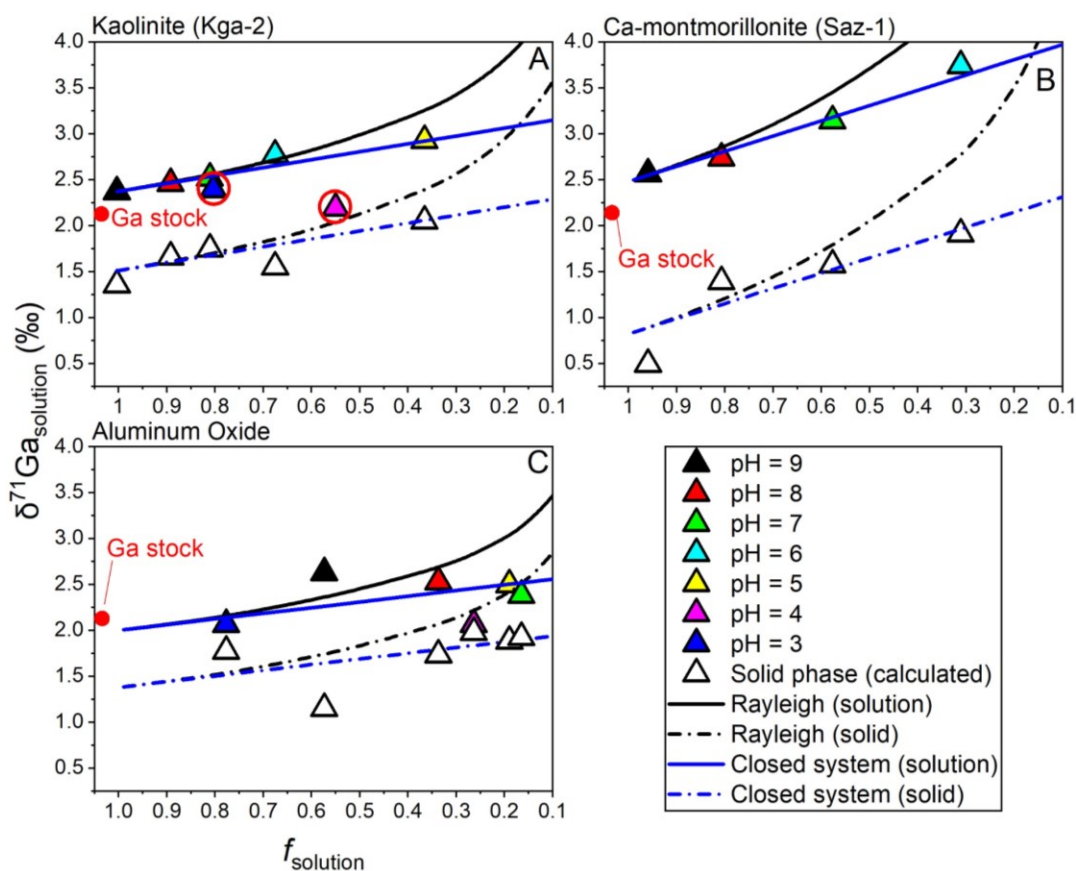 Kaolinite (Kga-2)
Ca-montmorillonite (Saz-1)
4.0
3.5
3.0
2.5
2.0
1.5
1.0
0.5
A
Ga stock
1 0.9 0.8 0.7 0.6 0.5 0.4 0.3 0.2 0.1
4.0
3.5
3.0
2.5
2.0
1.5
1.0
0.5
B
Ga stock
1 0.9 0.8 0.7 0.6 0.5 0.4 0.3 0.2 0.1
δ⁷¹Ga solution (‰)
Aluminum Oxide
4.0
3.5
3.0
2.5
2.0
1.5
1.0
0.5
C
Ga stock
1.0 0.9 0.8 0.7 0.6 0.5 0.4 0.3 0.2 0.1
f solution
pH = 9
pH = 8
pH = 7
pH = 6
pH = 5
pH = 4
pH = 3
Solid phase (calculated)
Rayleigh (solution)
Rayleigh (solid)
Closed system (solution)
Closed system (solid)